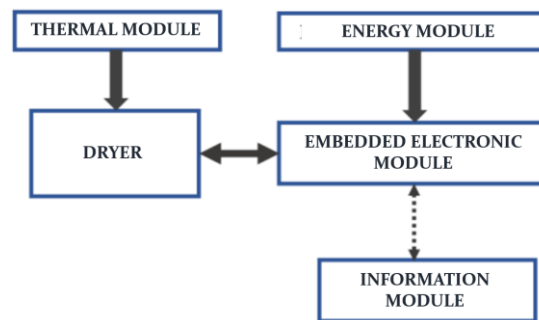 THERMAL MODULE
ENERGY MODULE
DRYER
EMBEDDED ELECTRONIC
MODULE
INFORMATION
MODULE